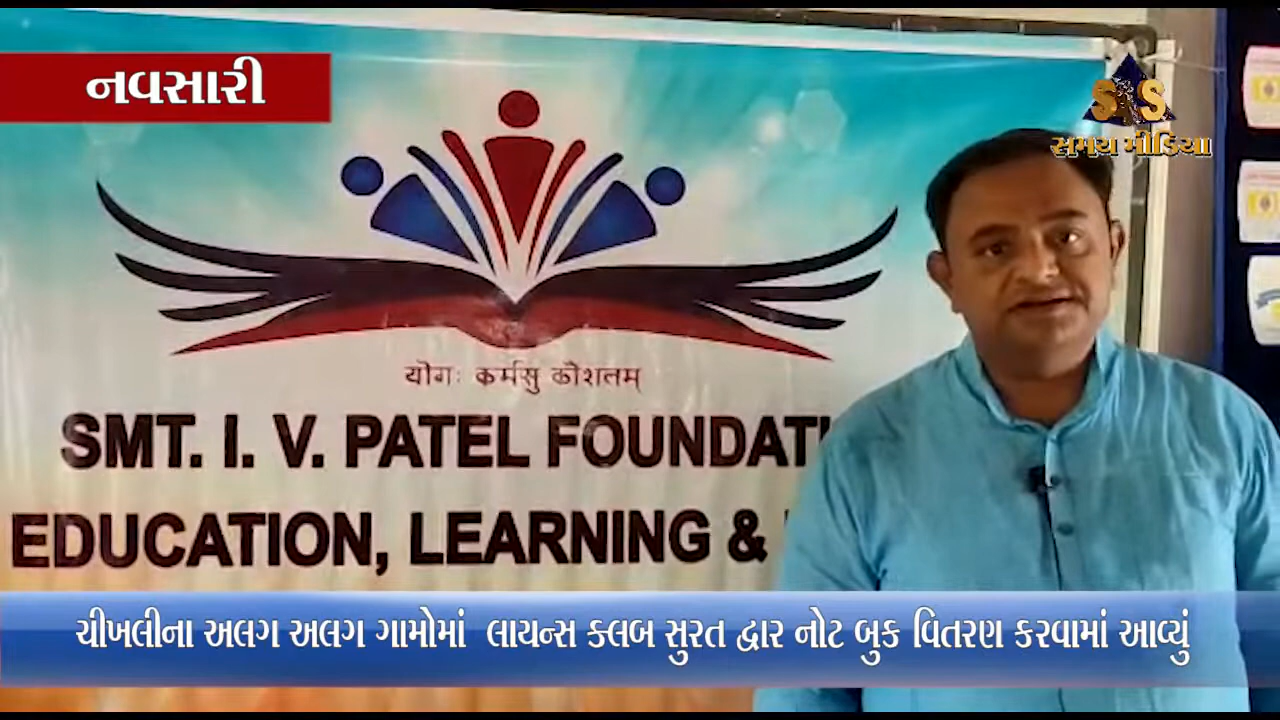 નવસારી
S S
સમય મીડિયા
યોગઃ કર્મસુ કૌશલમ્
SMT. I. V. PATEL FOUNDATI
EDUCATION, LEARNING &
ચીખલીના અલગ અલગ ગામોમાં લાયન્સ ક્લબ સુરત દ્વાર નોટ બુક વિતરણ કરવામાં આવ્યું